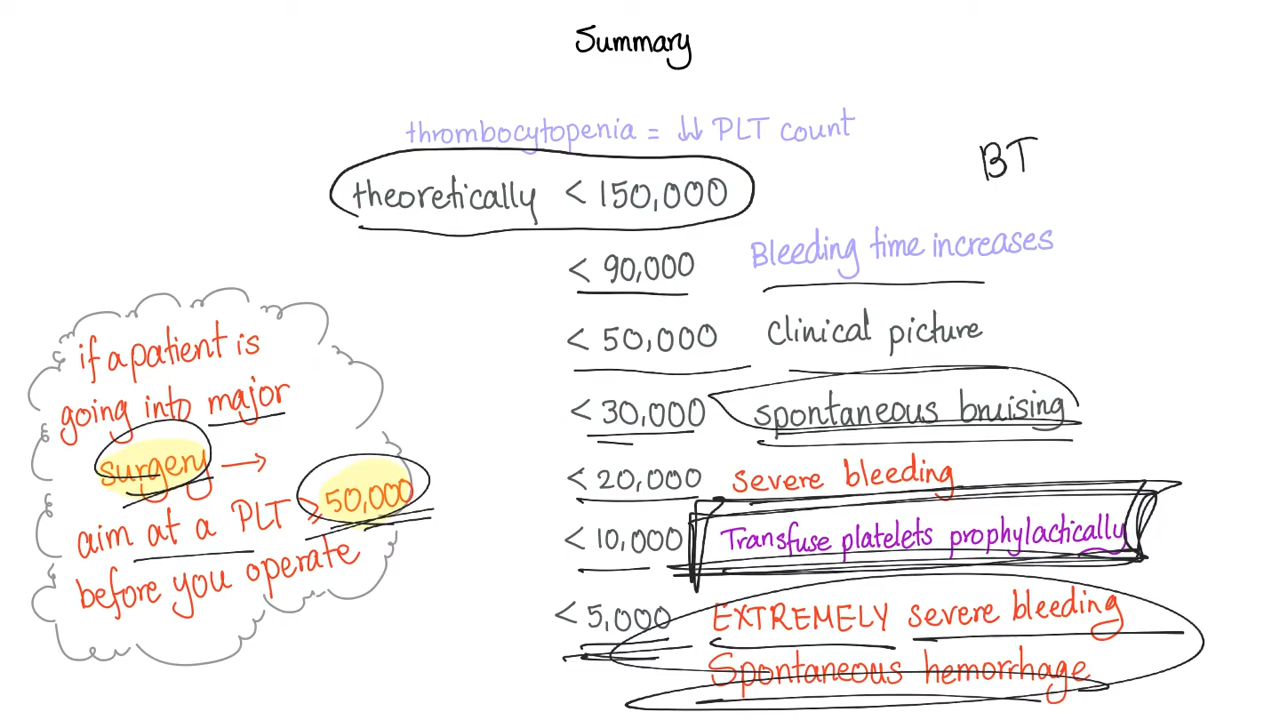 Summary
thrombocytopenia = ↓↓ PLT count
BT
theoretically < 150,000
< 90,000 Bleeding time increases
< 50,000 clinical picture
< 30,000 spontaneous bruising
< 20,000 severe bleeding
< 10,000 Transfuse platelets prophylactically
< 5,000 EXTREMELY severe bleeding
Spontaneous hemorrhage
if a patient is
going into major
surgery →
aim at a PLT ≥ 50,000
before you operate